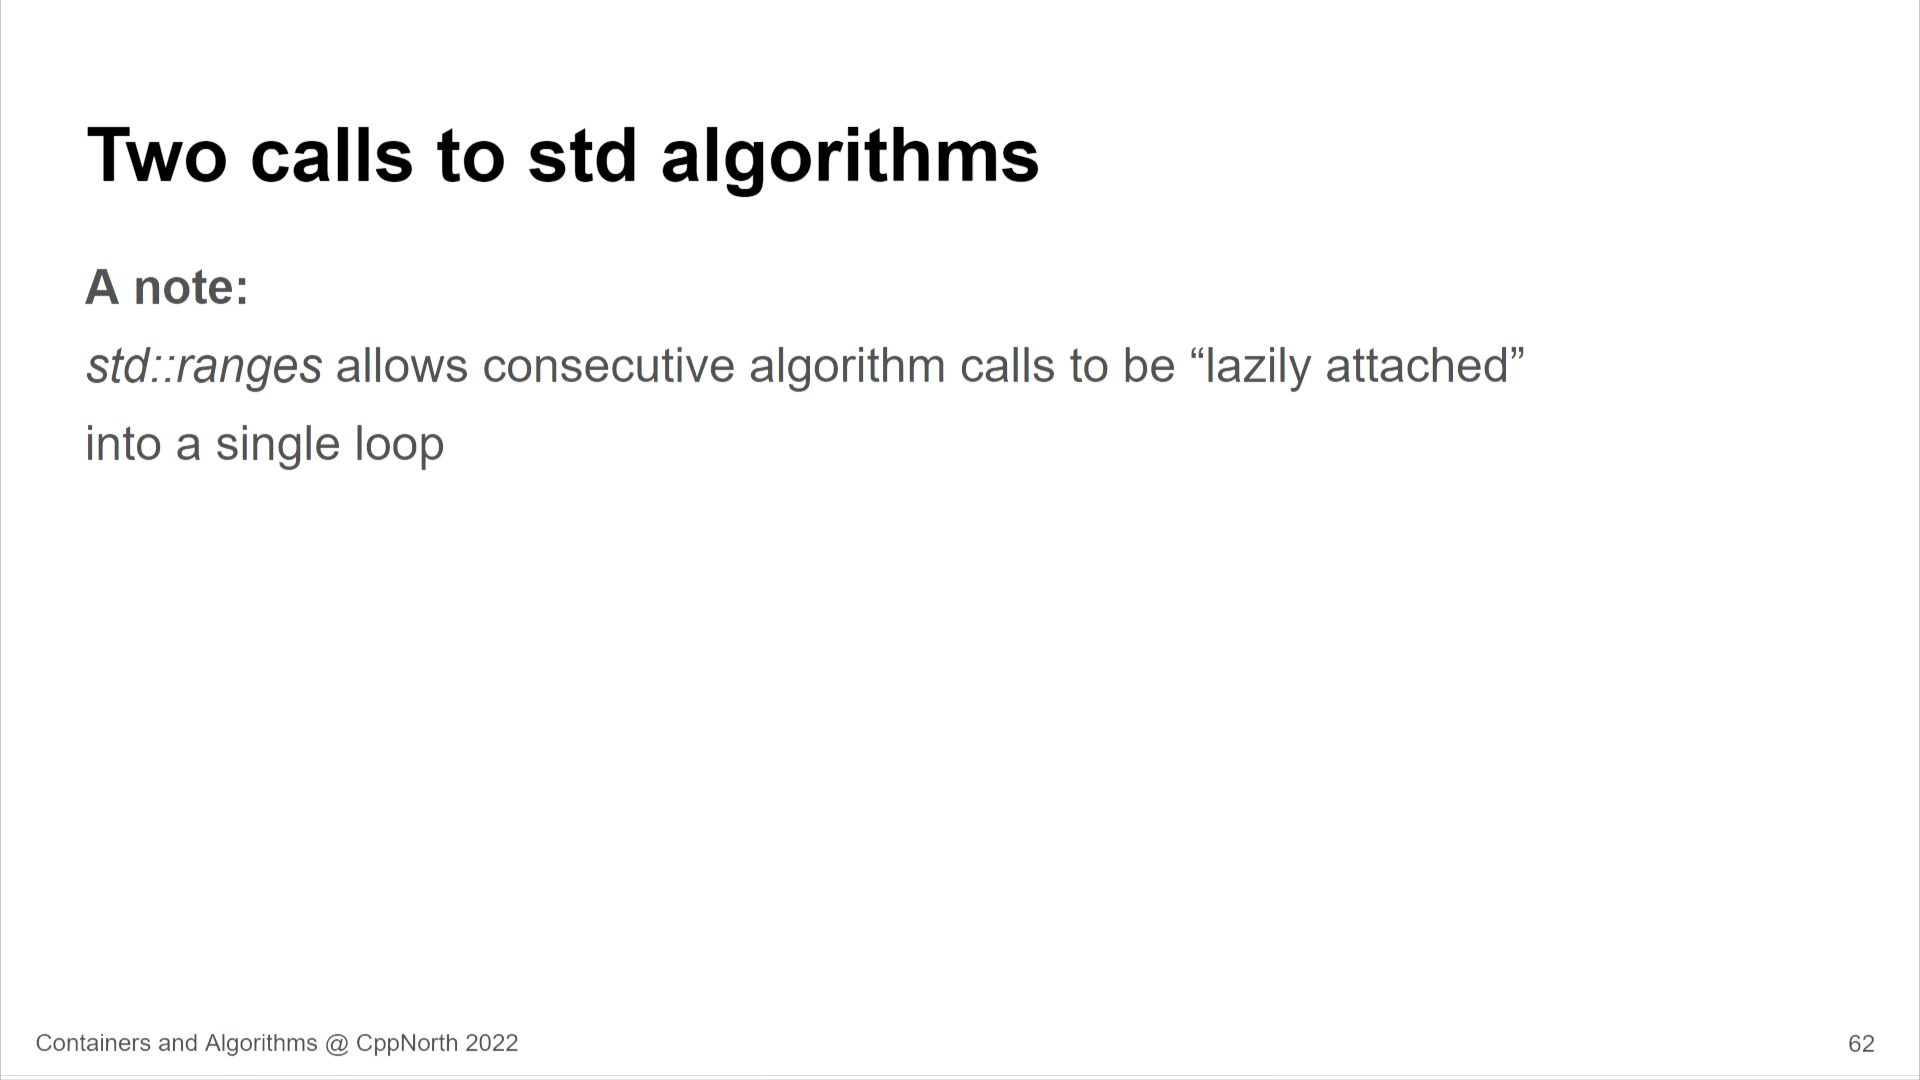 Two calls to std algorithms
A note:
std::ranges allows consecutive algorithm calls to be “lazily attached”
into a single loop
Containers and Algorithms @ CppNorth 2022
62